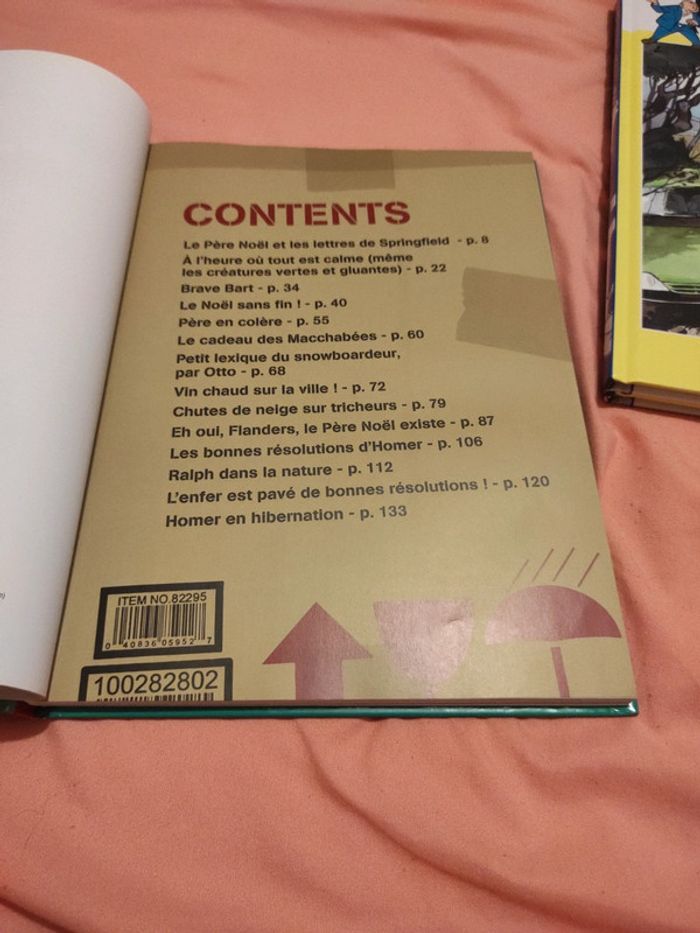 CONTENTS
Le Père Noël et les lettres de Springfield - p. 8
À l'heure où tout est calme (même
les créatures vertes et gluantes) - p. 22
Brave Bart - p. 34
Le Noël sans fin ! - p. 40
Père en colère - p. 55
Le cadeau des Macchabées - p. 60
Petit lexique du snowboardeur,
par Otto - p. 68
Vin chaud sur la ville ! - p. 72
Chutes de neige sur tricheurs - p. 79
Eh oui, Flanders, le Père Noël existe - p. 87
Les bonnes résolutions d'Homer - p. 106
Ralph dans la nature - p. 112
L'enfer est pavé de bonnes résolutions ! - p. 120
Homer en hibernation - p. 133
ITEM NO.82295
0 40836 05952 7
100282802